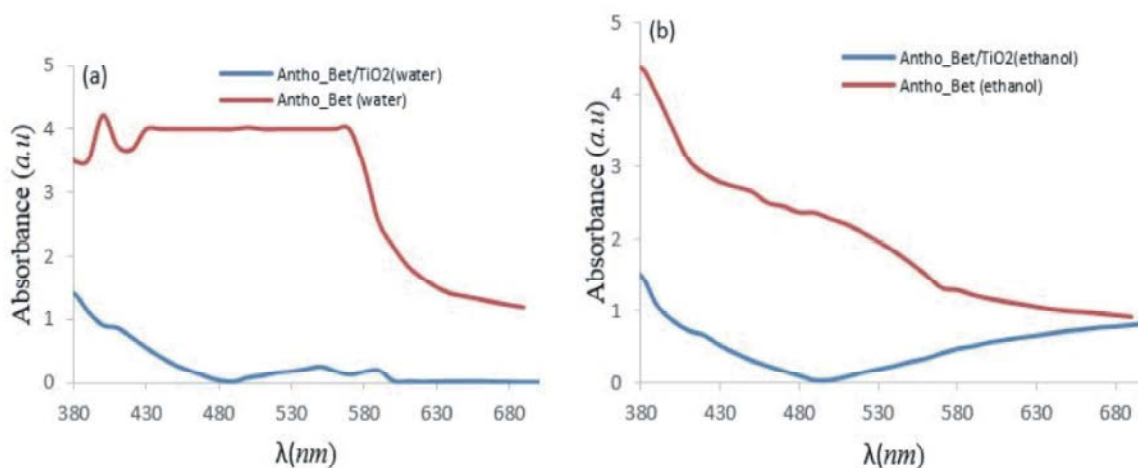 (a)
Antho_Bet/TiO2(water)
Antho_Bet (water)
Absorbance (a.u)
5
4
3
2
1
0
380 430 480 530 580 630 680
λ(nm)
(b)
Antho_Bet/TiO2(ethanol)
Antho_Bet (ethanol)
Absorbance (a.u)
5
4
3
2
1
0
380 430 480 530 580 630 680
λ(nm)